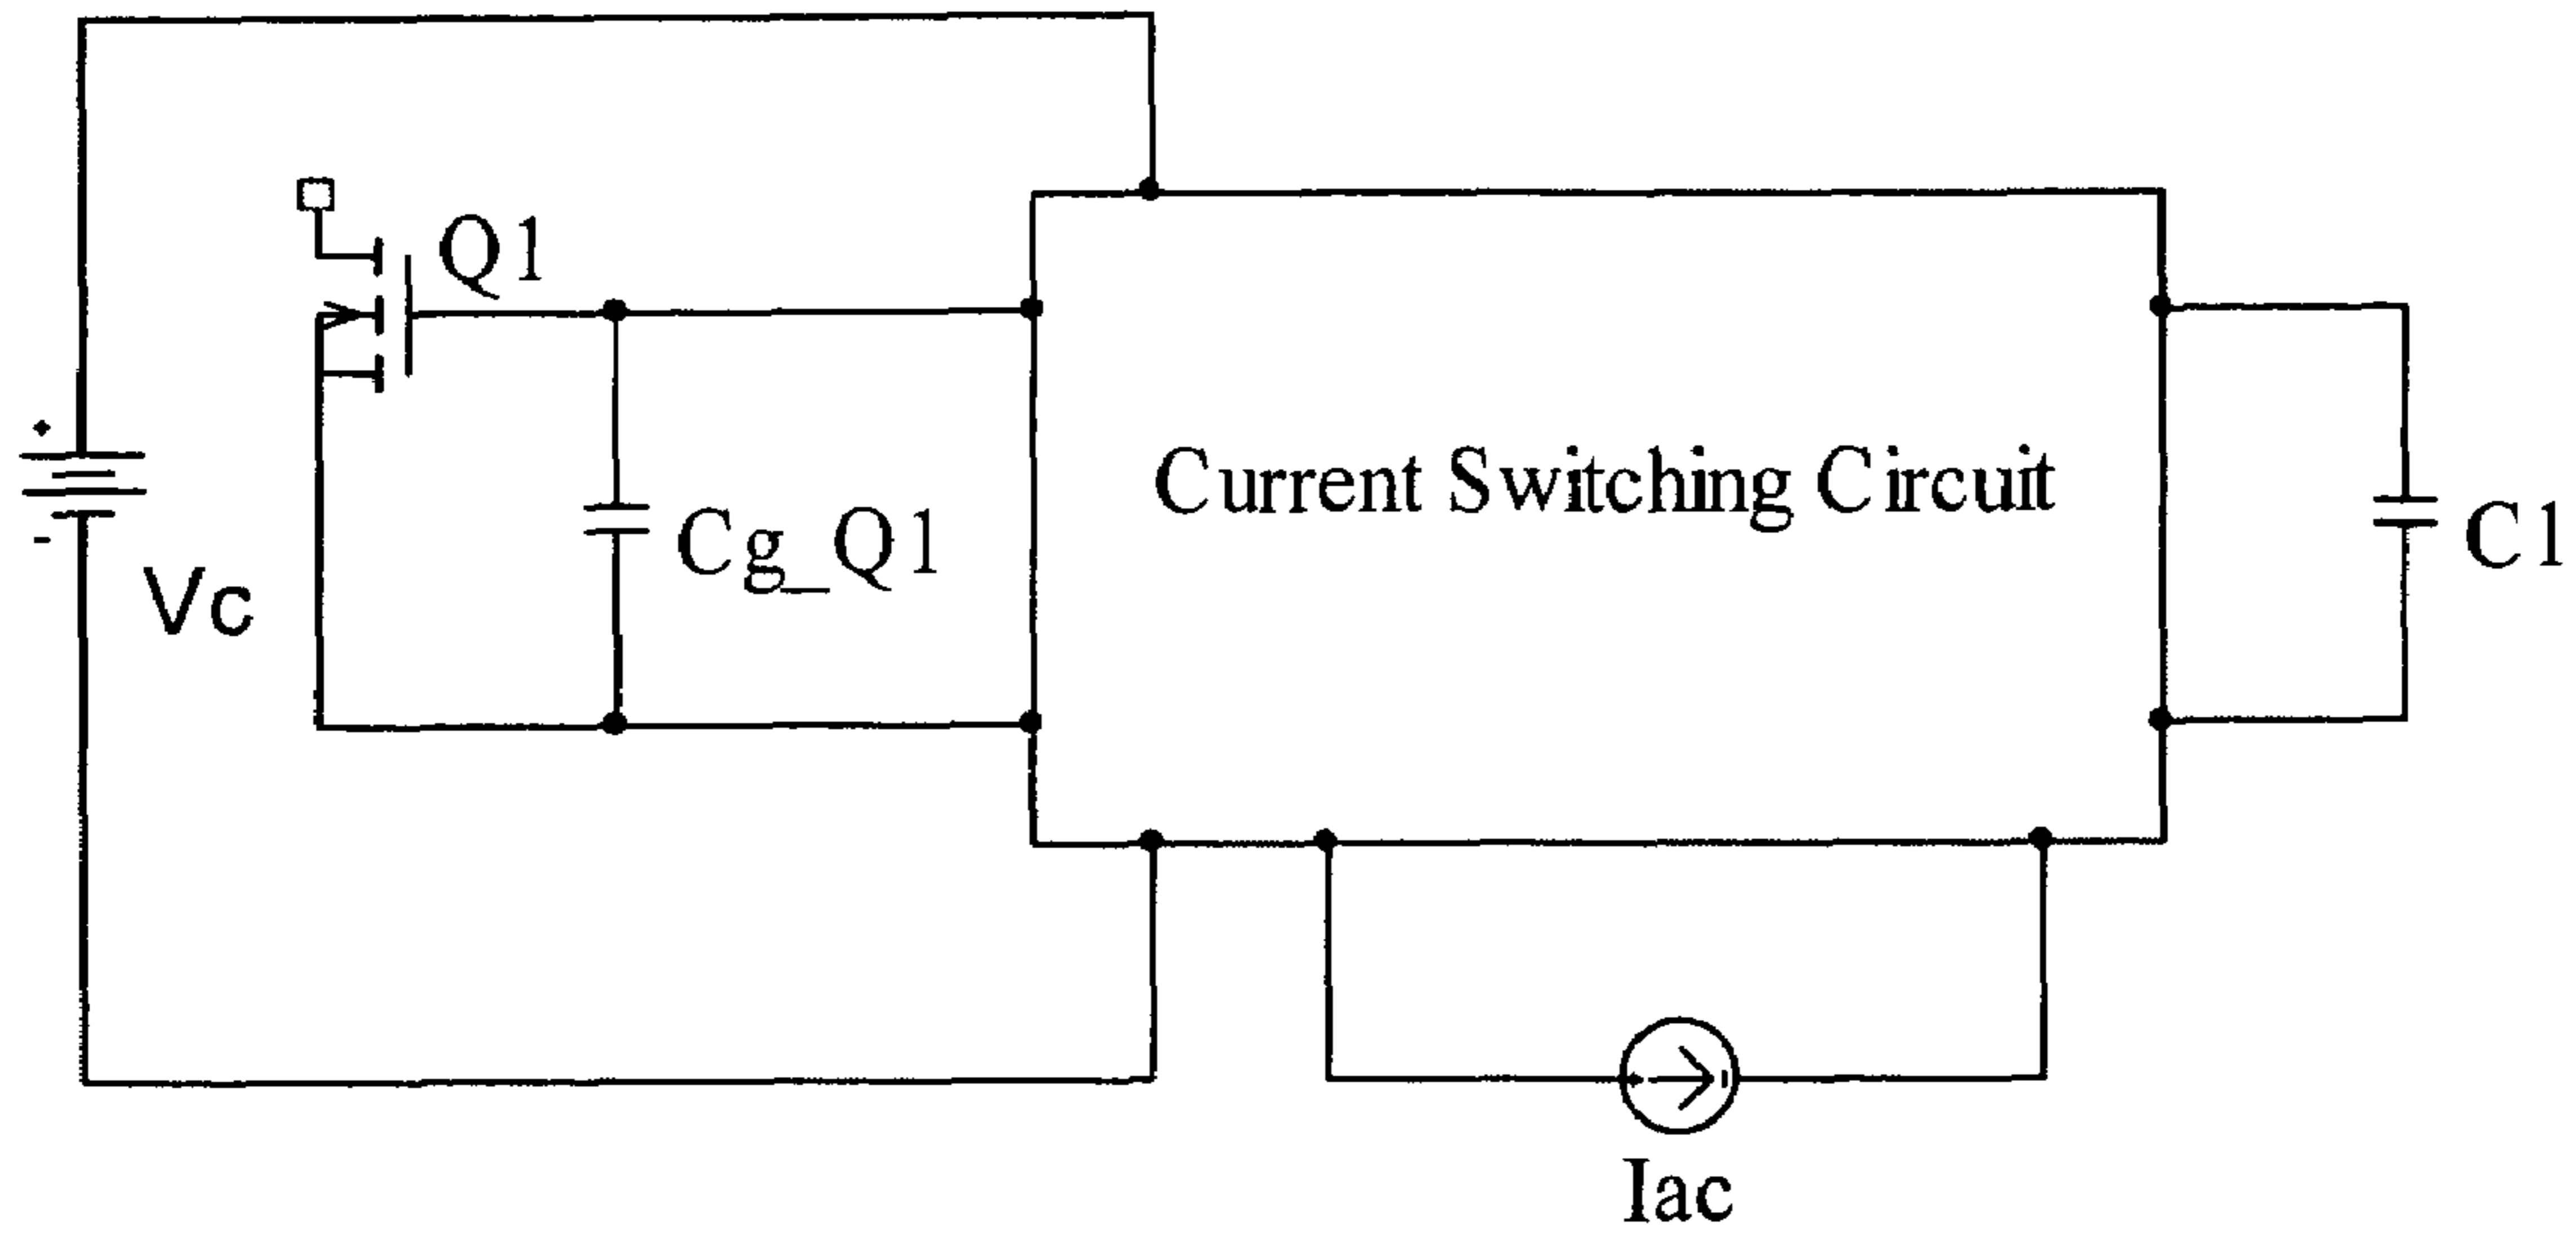 Q1
+
-
Vc
Cg_Q1
Current Switching Circuit
C1
Iac